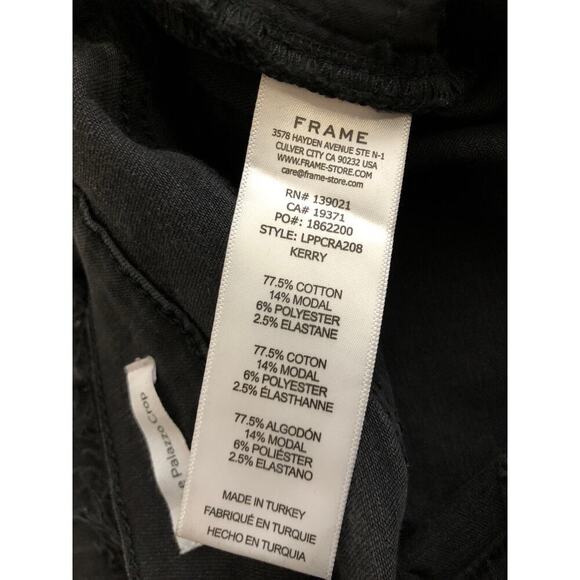 FRAME
3578 HAYDEN AVENUE STE N-1
CULVER CITY CA 90232 USA
WWW.FRAME-STORE.COM
care@frame-store.com
RN# 139021
CA# 19371
PO#: 1862200
STYLE: LPPCRA208
KERRY
77.5% COTTON
14% MODAL
6% POLYESTER
2.5% ELASTANE
77.5% COTON
14% MODAL
6% POLYESTER
2.5% ÉLASTHANNE
77.5% ALGODÓN
14% MODAL
6% POLIÉSTER
2.5% ELASTANO
MADE IN TURKEY
FABRIQUÉ EN TURQUIE
HECHO EN TURQUIA
Palazzo Crop